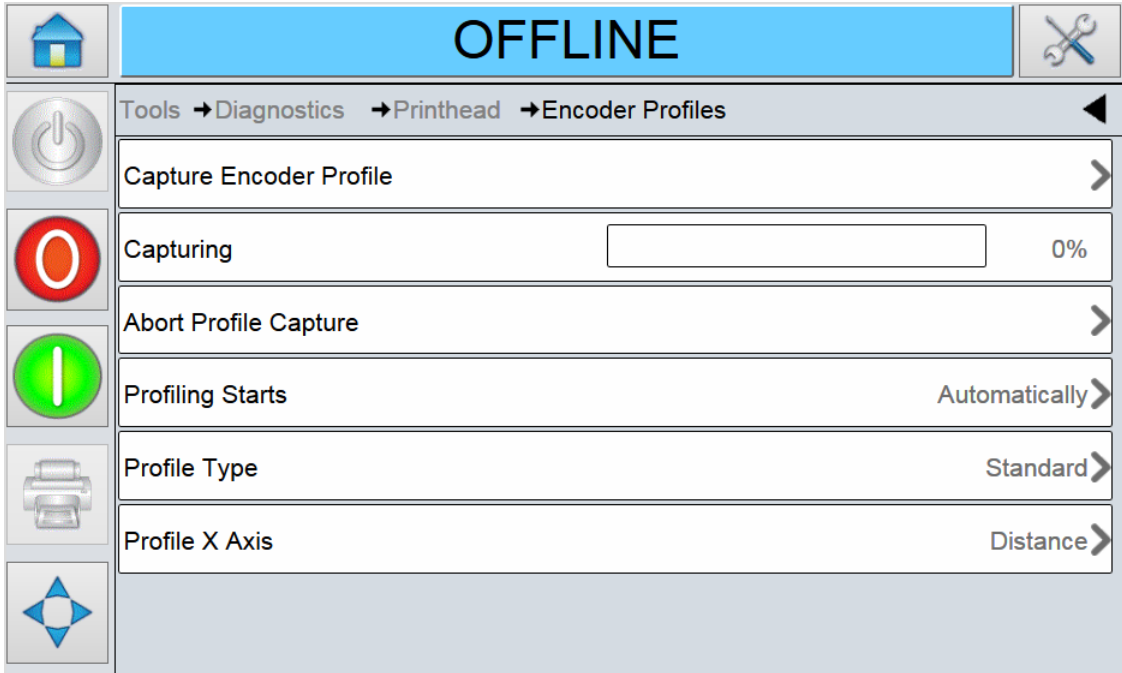 OFFLINE
Tools ➔Diagnostics ➔Printhead ➔Encoder Profiles
Capture Encoder Profile
Capturing 0%
Abort Profile Capture
Profiling Starts Automatically
Profile Type Standard
Profile X Axis Distance